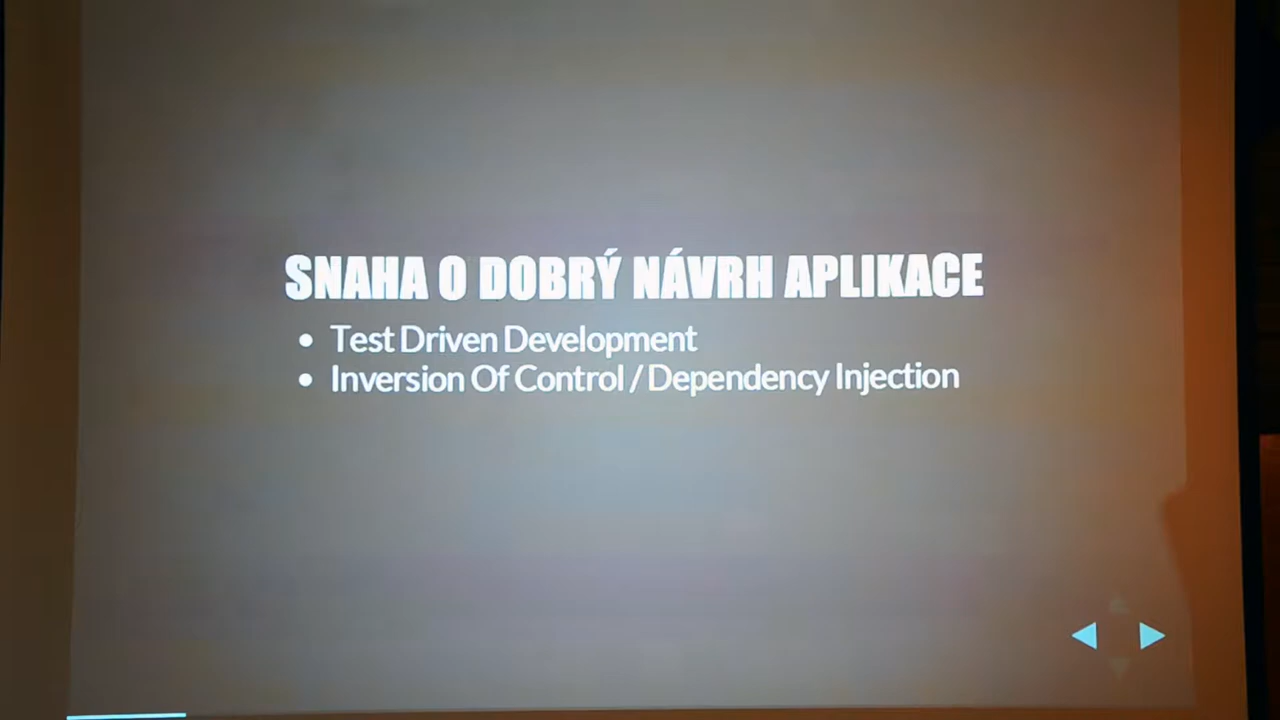 SNAHA O DOBRÝ NÁVRH APLIKACE
Test Driven Development
Inversion Of Control / Dependency Injection